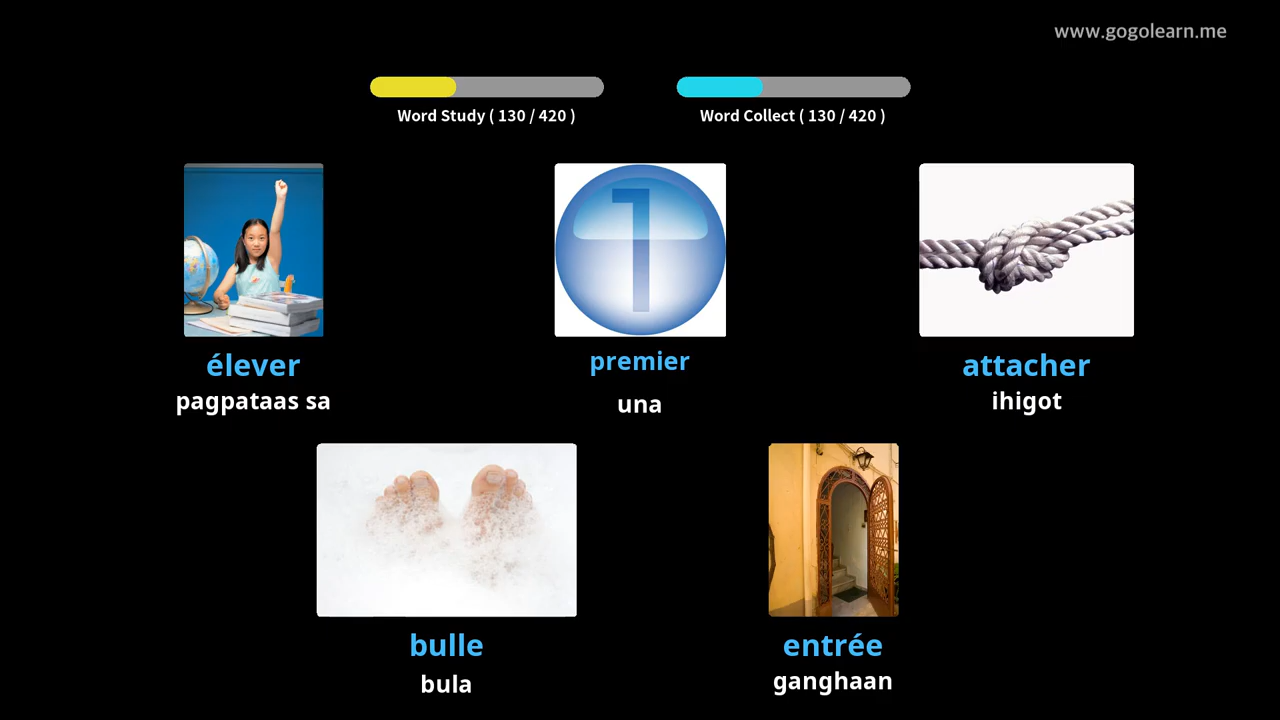 www.gogolearn.me
Word Study ( 130 / 420 )
Word Collect ( 130 / 420 )
1
élever
pagpataas sa
premier
una
attacher
ihigot
bulle
bula
entrée
ganghaan